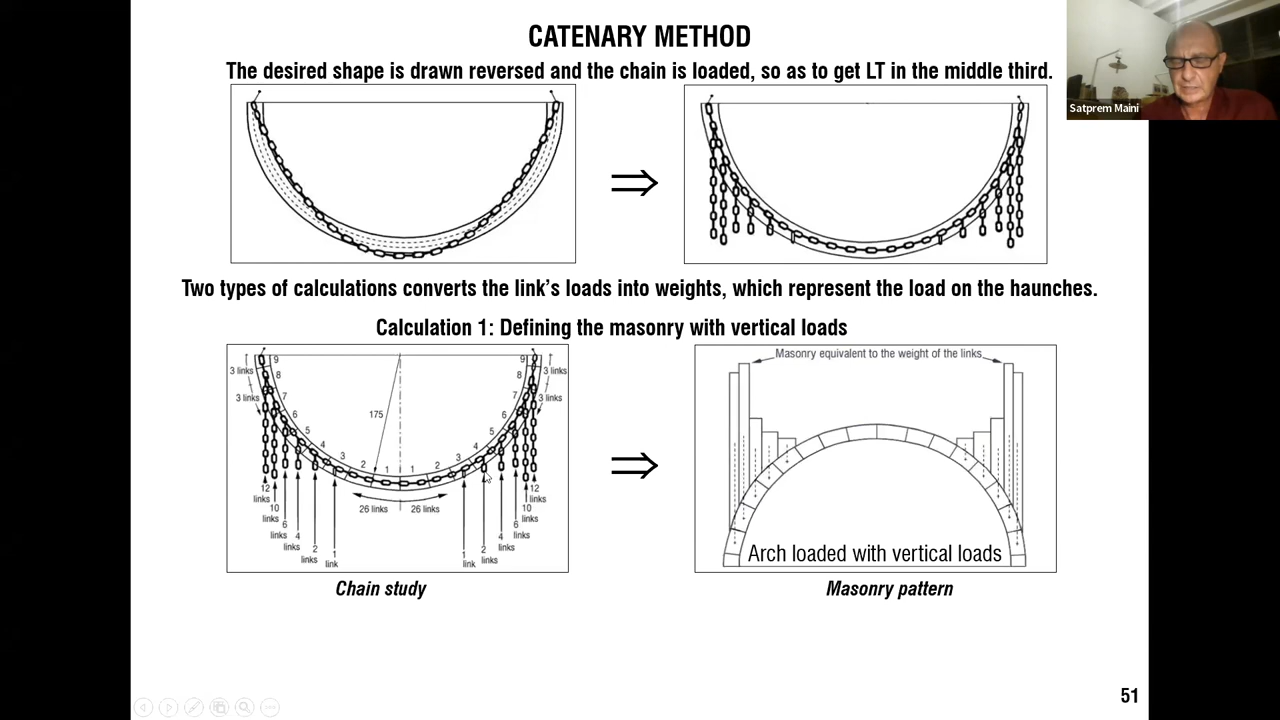 CATENARY METHOD
The desired shape is drawn reversed and the chain is loaded, so as to get LT in the middle third.
Satprem Maini
Two types of calculations converts the link's loads into weights, which represent the load on the haunches.
Calculation 1: Defining the masonry with vertical loads
9
9
3 links
8
8
3 links
3 links
7
7
3 links
6
175
6
5
5
4
4
3
2
1
1
2
3
12
links
10
links
6
links
4
links
2
links
1
link
26 links
26 links
1
link
2
links
4
links
6
links
10
links
12
links
Chain study
Masonry equivalent to the weight of the links
Arch loaded with vertical loads
Masonry pattern
51